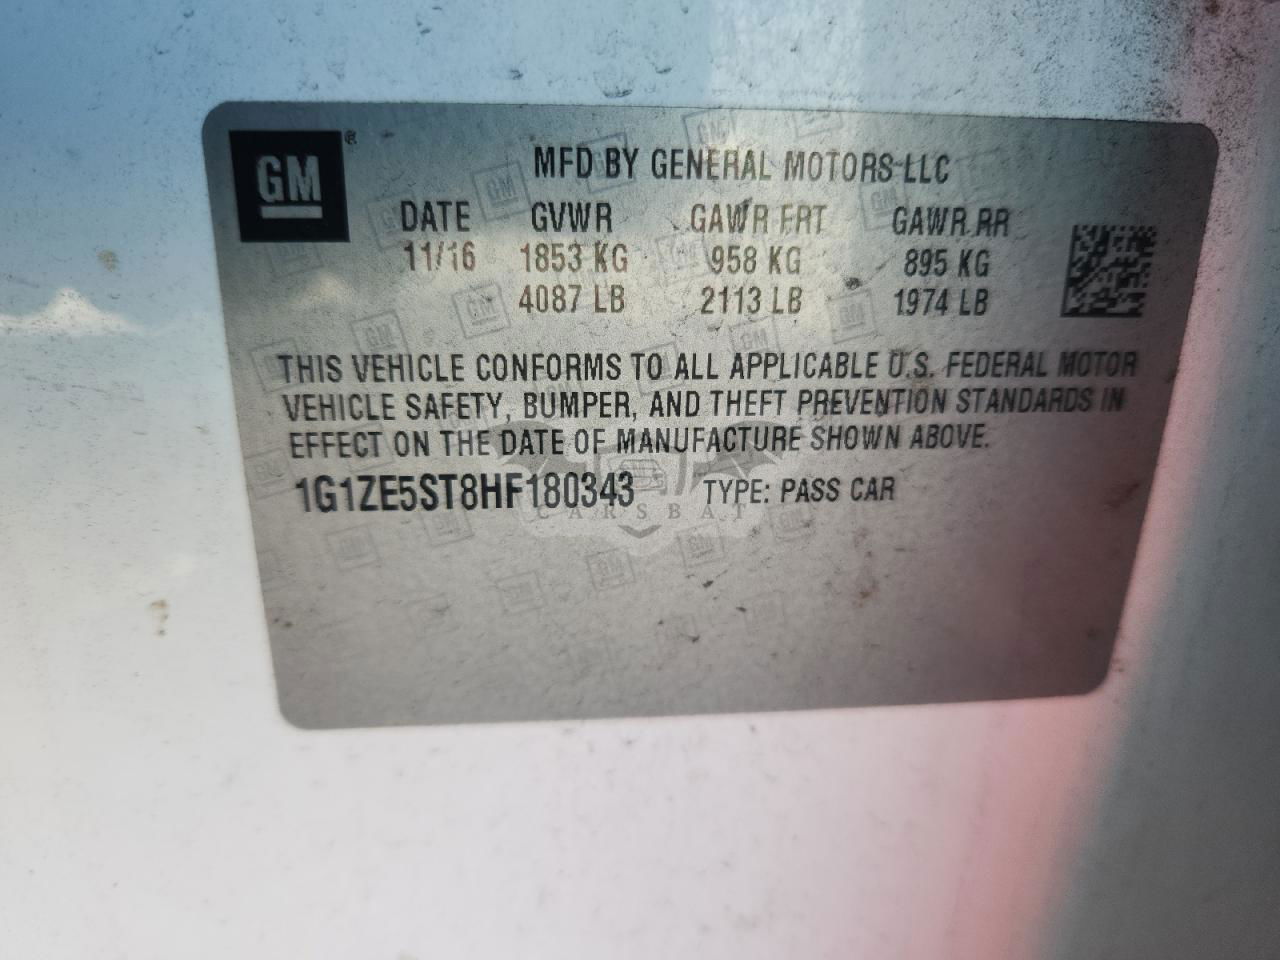 GM ®
MFD BY GENERAL MOTORS LLC
DATE GVWR GAWR FRT GAWR RR
11/16 1853 KG 958 KG 895 KG
4087 LB 2113 LB 1974 LB
THIS VEHICLE CONFORMS TO ALL APPLICABLE U.S. FEDERAL MOTOR
VEHICLE SAFETY, BUMPER, AND THEFT PREVENTION STANDARDS IN
EFFECT ON THE DATE OF MANUFACTURE SHOWN ABOVE.
1G1ZE5ST8HF180343 TYPE: PASS CAR
CARSBAT